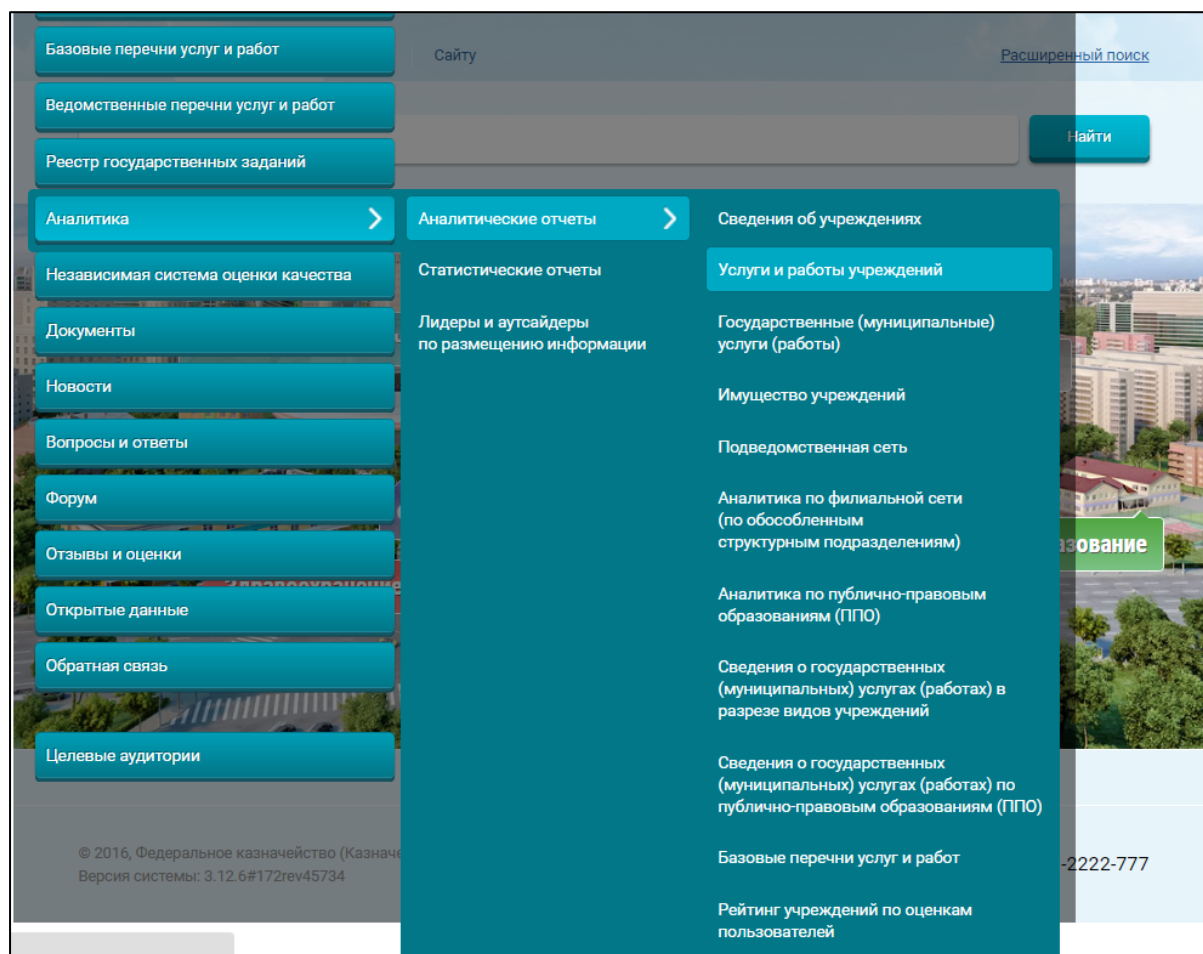 Базовые перечни услуг и работ
Сайту
Расширенный поиск
Ведомственные перечни услуг и работ
Найти
Реестр государственных заданий
Аналитика
Аналитические отчеты
Сведения об учреждениях
Независимая система оценки качества
Статистические отчеты
Услуги и работы учреждений
Документы
Лидеры и аутсайдеры
по размещению информации
Государственные (муниципальные)
услуги (работы)
Новости
Имущество учреждений
Вопросы и ответы
Подведомственная сеть
Форум
Аналитика по филиальной сети
(по обособленным
структурным подразделениям)
Отзывы и оценки
Здравоохранение
Открытые данные
Аналитика по публично-правовым
образованиям (ППО)
Обратная связь
Сведения о государственных
(муниципальных) услугах (работах) в
разрезе видов учреждений
Целевые аудитории
Сведения о государственных
(муниципальных) услугах (работах) по
публично-правовым образованиям (ППО)
© 2016, Федеральное казначейство (Казначе
Версия системы: 3.12.6#172rev45734
Базовые перечни услуг и работ
-2222-777
Рейтинг учреждений по оценкам
пользователей